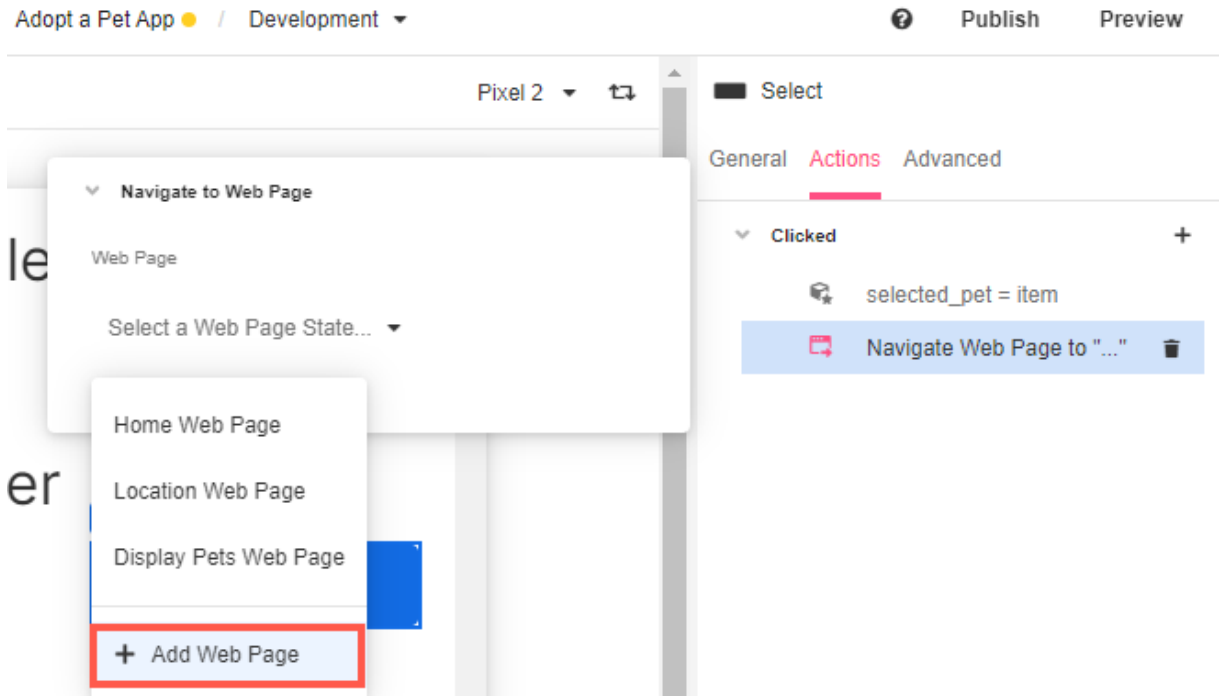 Adopt a Pet App / Development
Publish Preview
Pixel 2
Select
General Actions Advanced
Navigate to Web Page
Clicked
le
Web Page
selected_pet = item
Select a Web Page State...
Navigate Web Page to "..."
Home Web Page
er
Location Web Page
Display Pets Web Page
+ Add Web Page